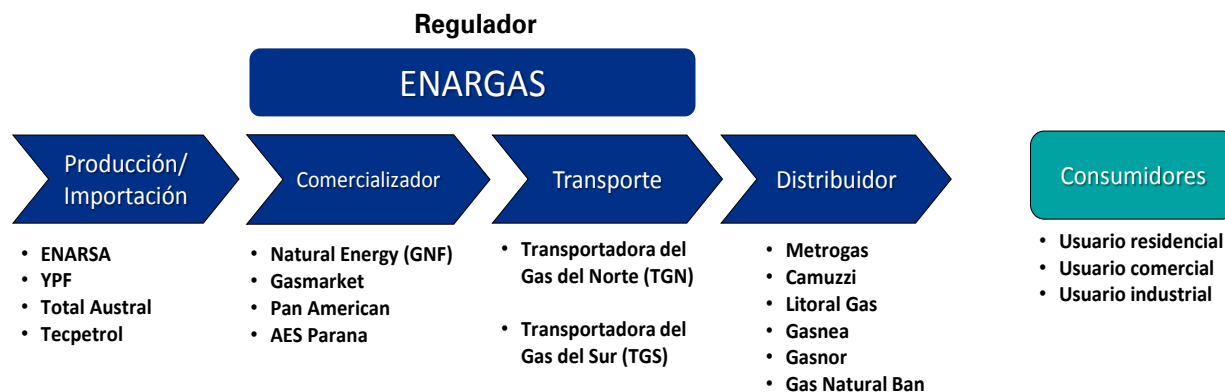 Regulador
ENARGAS
Producción/
Importación
Comercializador
Transporte
Distribuidor
Consumidores
• ENARSA
• YPF
• Total Austral
• Tecpetrol
• Natural Energy (GNF)
• Gasmarket
• Pan American
• AES Parana
• Transportadora del
Gas del Norte (TGN)
• Transportadora del
Gas del Sur (TGS)
• Metrogas
• Camuzzi
• Litoral Gas
• Gasnea
• Gasnor
• Gas Natural Ban
• Usuario residencial
• Usuario comercial
• Usuario industrial